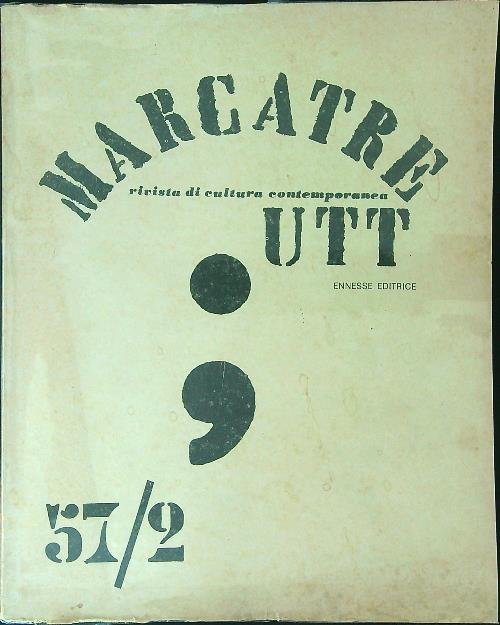 MARCATRE
rivista di cultura contemporanea
UTT
ENNESSE EDITRICE
;
57/2